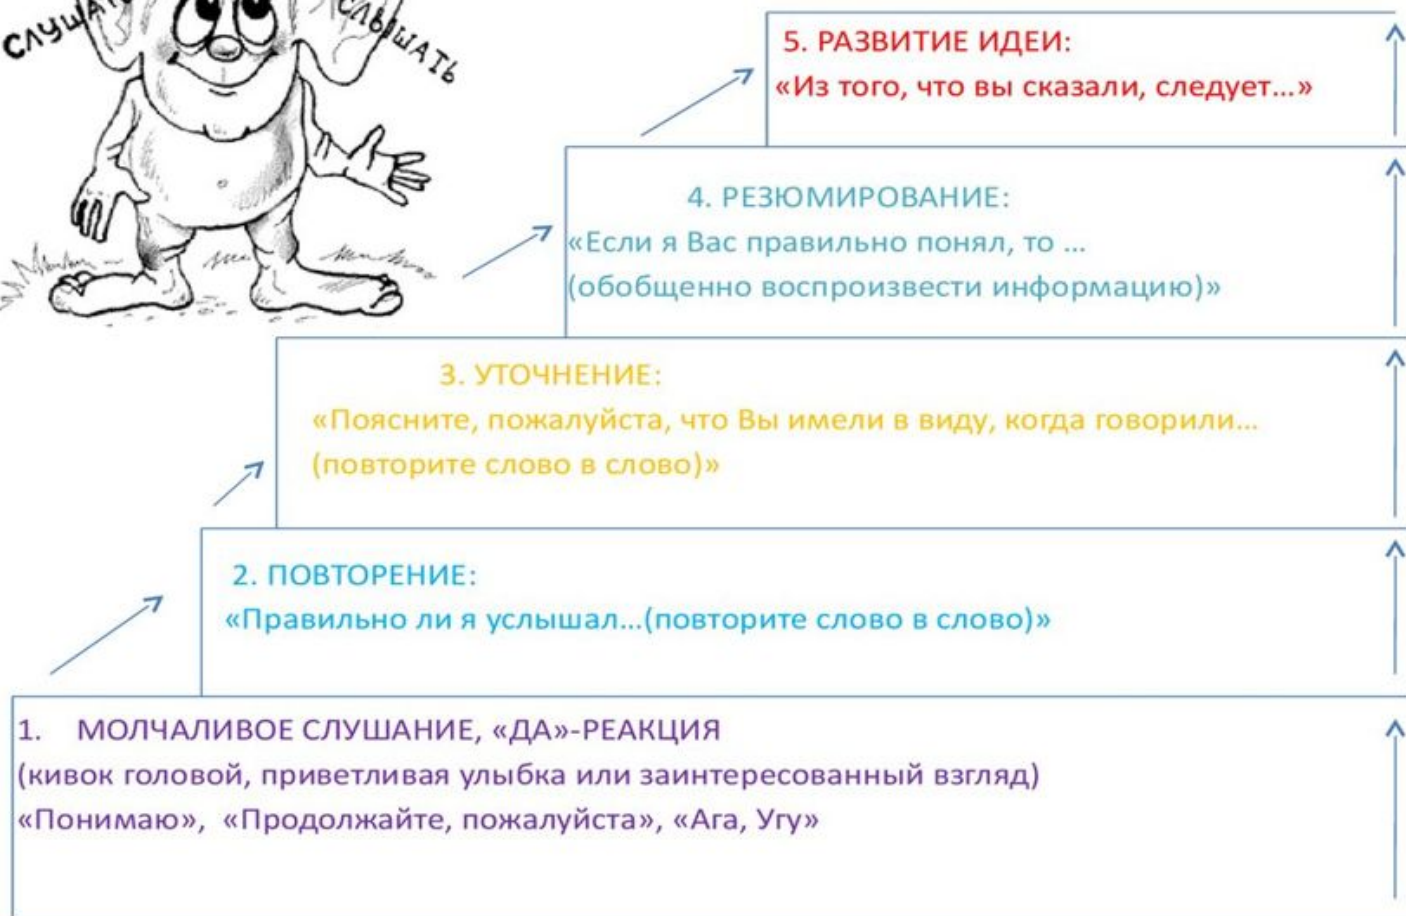 СЛУШАТЬ
СЛЫШАТЬ
5. РАЗВИТИЕ ИДЕИ:
«Из того, что вы сказали, следует...»
4. РЕЗЮМИРОВАНИЕ:
«Если я Вас правильно понял, то ...
(обобщенно воспроизвести информацию)»
3. УТОЧНЕНИЕ:
«Поясните, пожалуйста, что Вы имели в виду, когда говорили...
(повторите слово в слово)»
2. ПОВТОРЕНИЕ:
«Правильно ли я услышал...(повторите слово в слово)»
1. МОЛЧАЛИВОЕ СЛУШАНИЕ, «ДА»-РЕАКЦИЯ
(кивок головой, приветливая улыбка или заинтересованный взгляд)
«Понимаю», «Продолжайте, пожалуйста», «Ага, Угу»